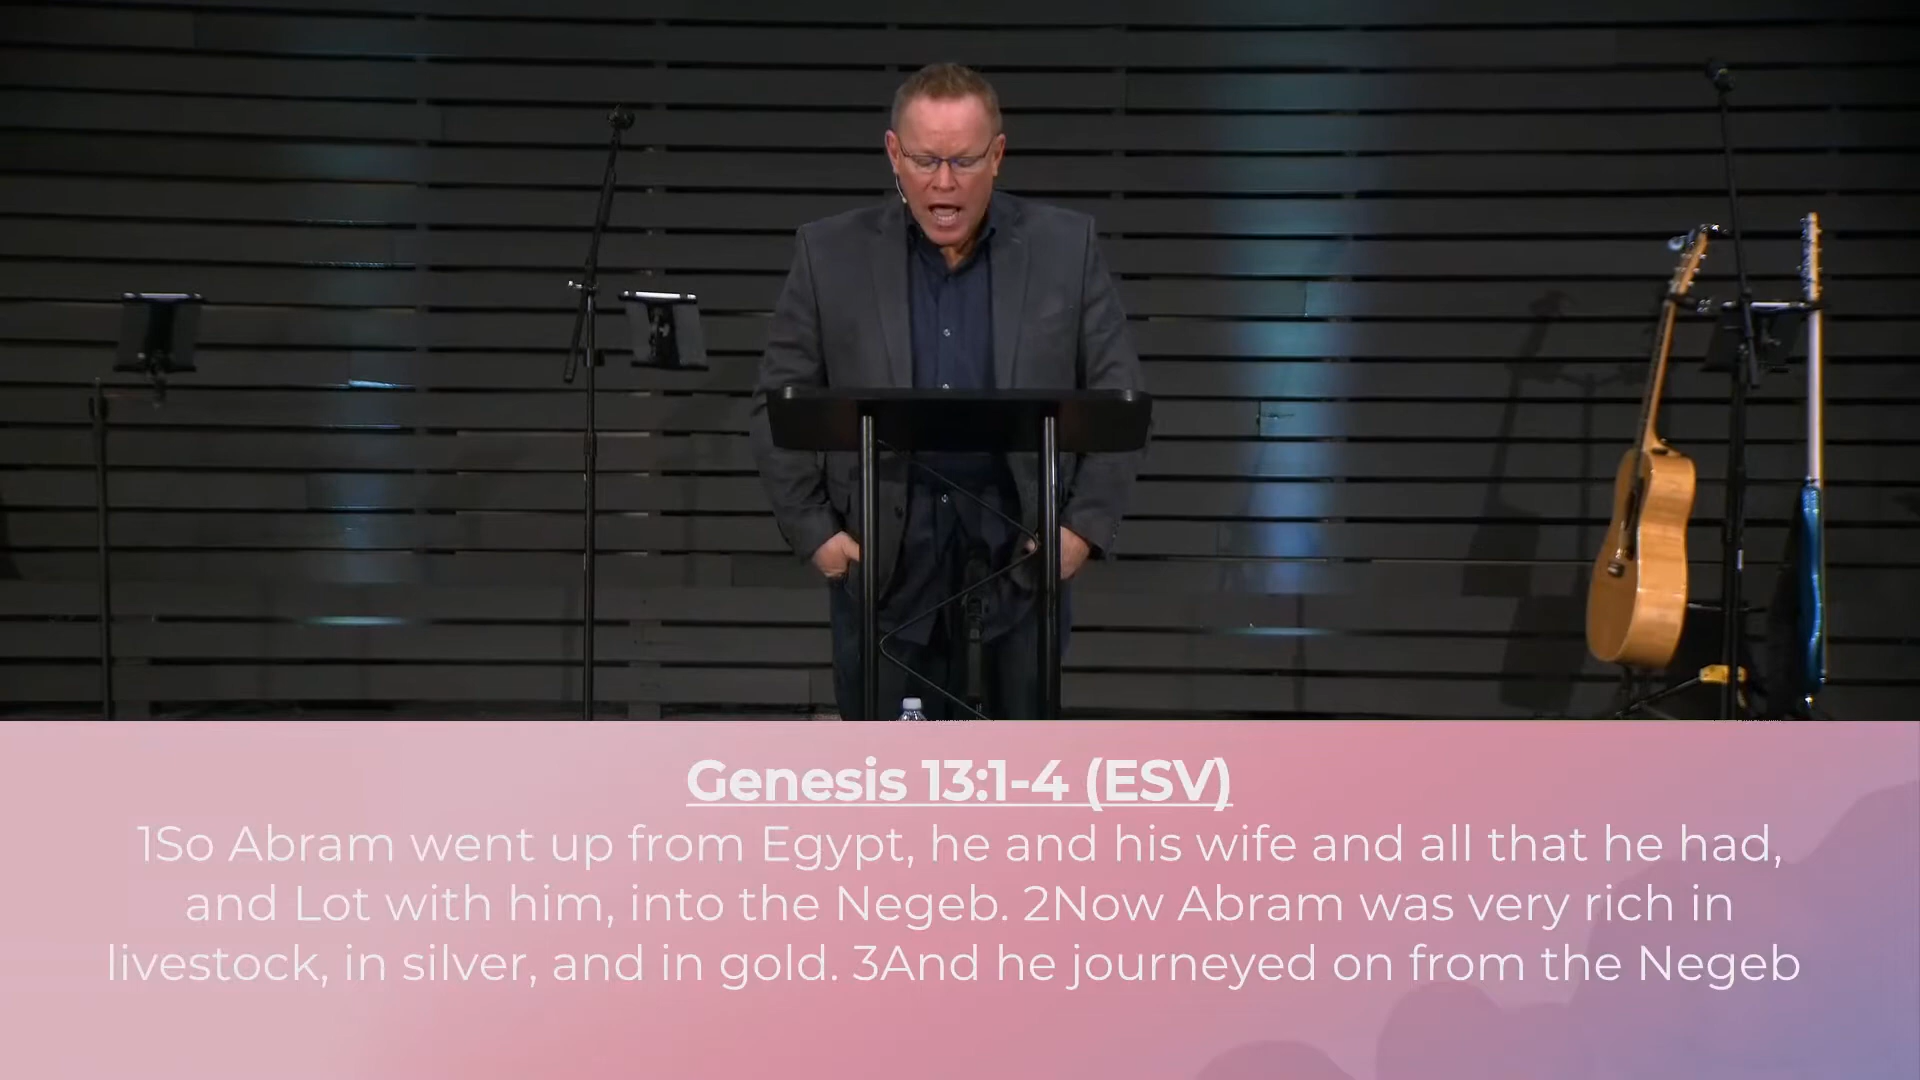 Genesis 13:1-4 (ESV)
1So Abram went up from Egypt, he and his wife and all that he had,
and Lot with him, into the Negeb. 2Now Abram was very rich in
livestock, in silver, and in gold. 3And he journeyed on from the Negeb